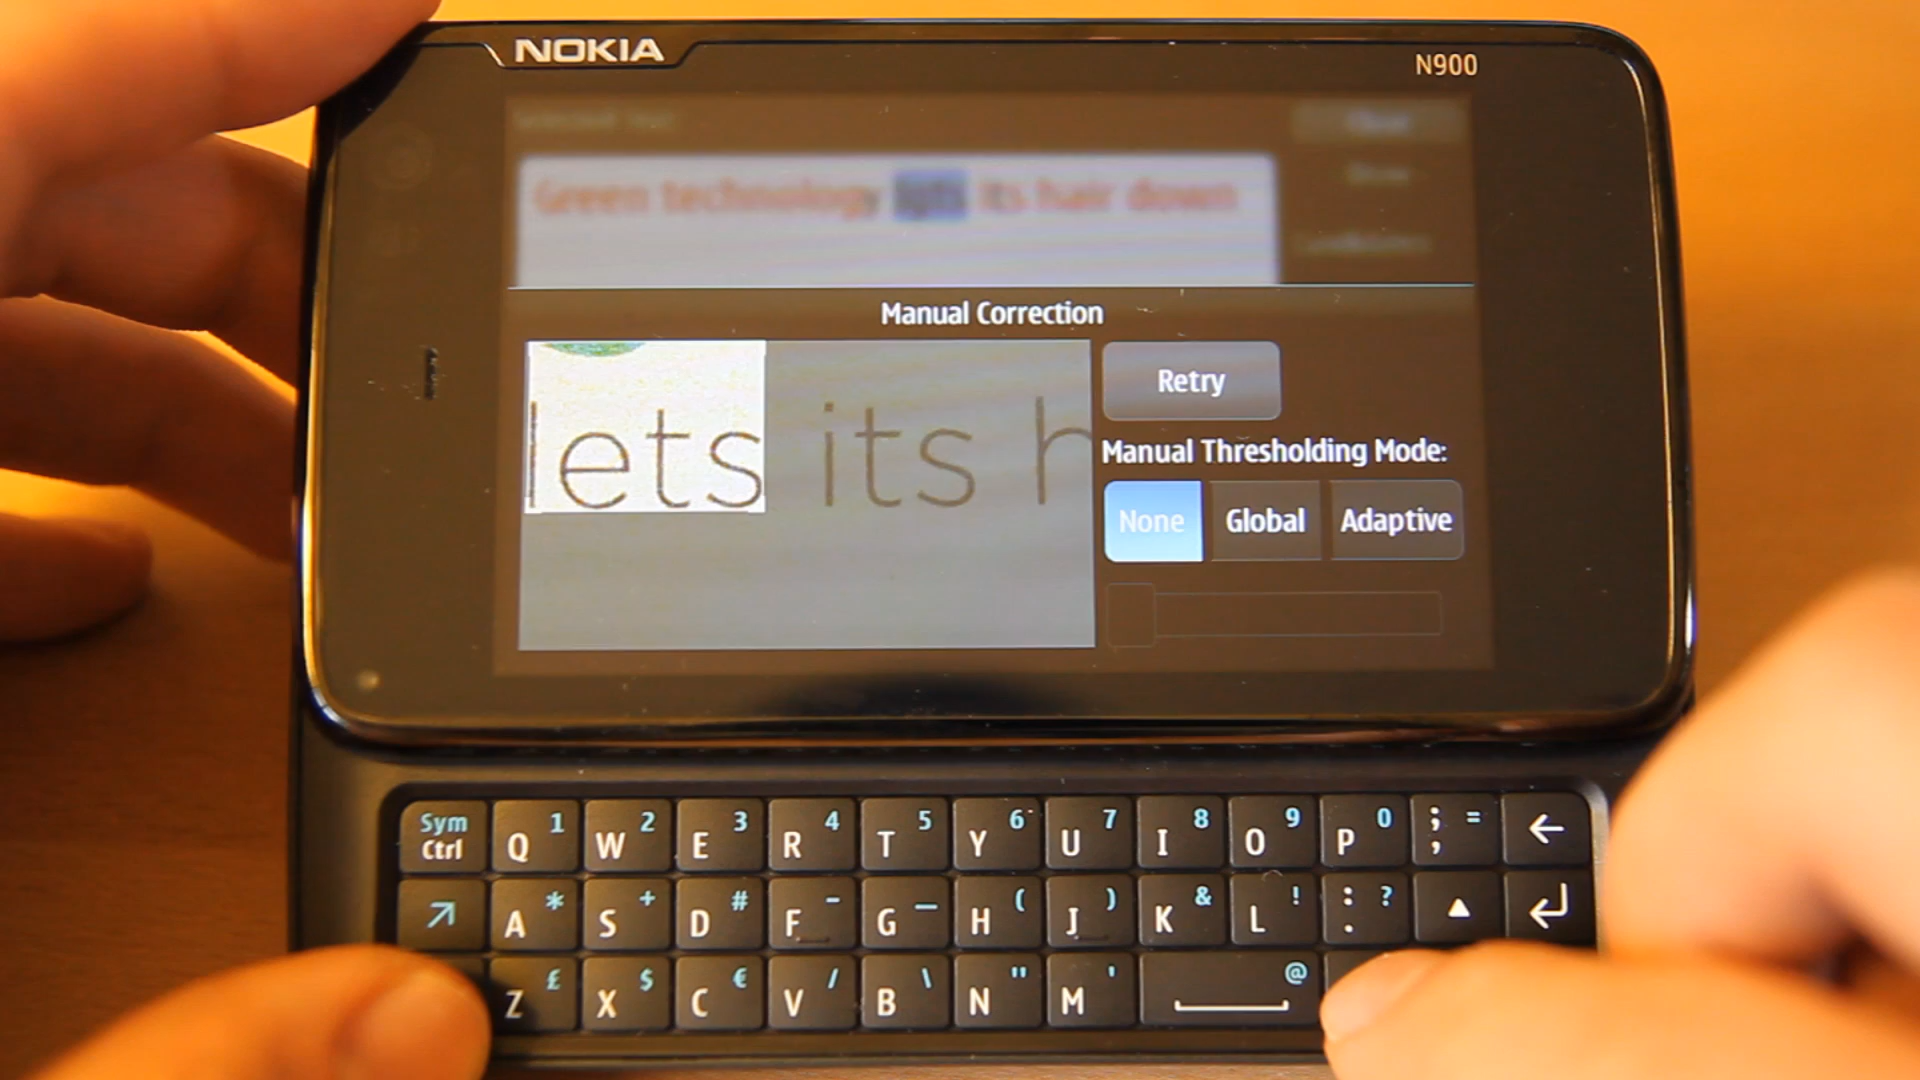 NOKIA
N900
Green technology its hair down
Manual Correction
lets its h
Retry
Manual Thresholding Mode:
None Global Adaptive
Sym Ctrl Q 1 W 2 E 3 R 4 T 5 Y 6 U 7 I 8 O 9 P 0 ; , = ←
↗ A * S + D # F - G _ H ( J ) K & L ! : . ? ▲ ↵
Z £ X $ C € V / B \ N " M ' @